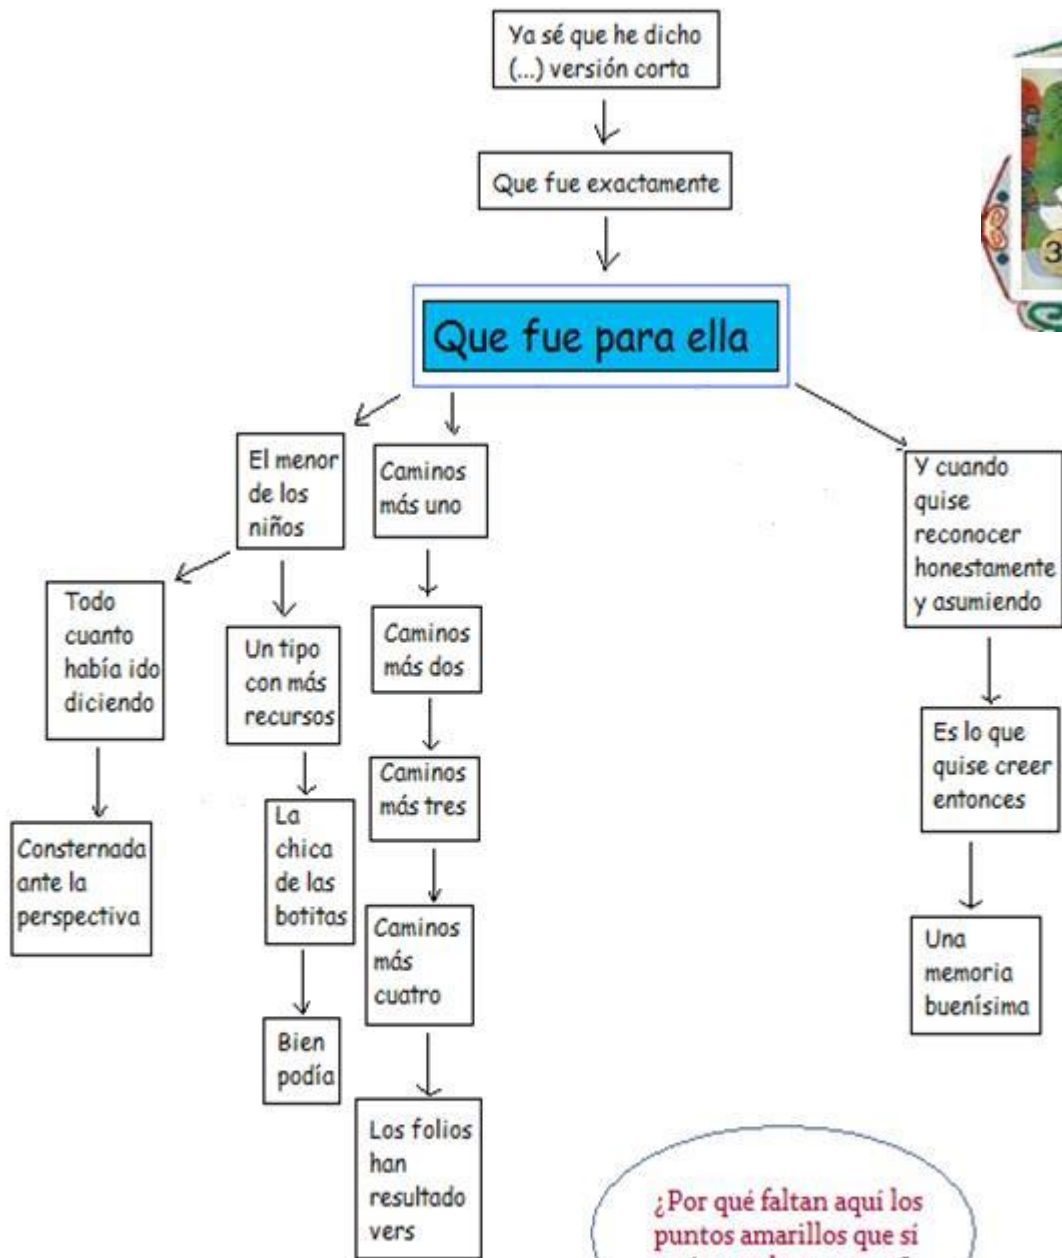 Ya sé que he dicho
(...) versión corta
Que fue exactamente
3
Que fue para ella
El menor
de los
niños
Caminos
más uno
Y cuando
quise
reconocer
honestamente
y asumiendo
Todo
cuanto
había ido
diciendo
Un tipo
con más
recursos
Caminos
más dos
Es lo que
quise creer
entonces
Consternada
ante la
perspectiva
La
chica
de las
botitas
Caminos
más tres
Caminos
más
cuatro
Una
memoria
buenísima
Bien
podía
Los folios
han
resultado
vers
¿Por qué faltan aquí los
puntos amarillos que sí